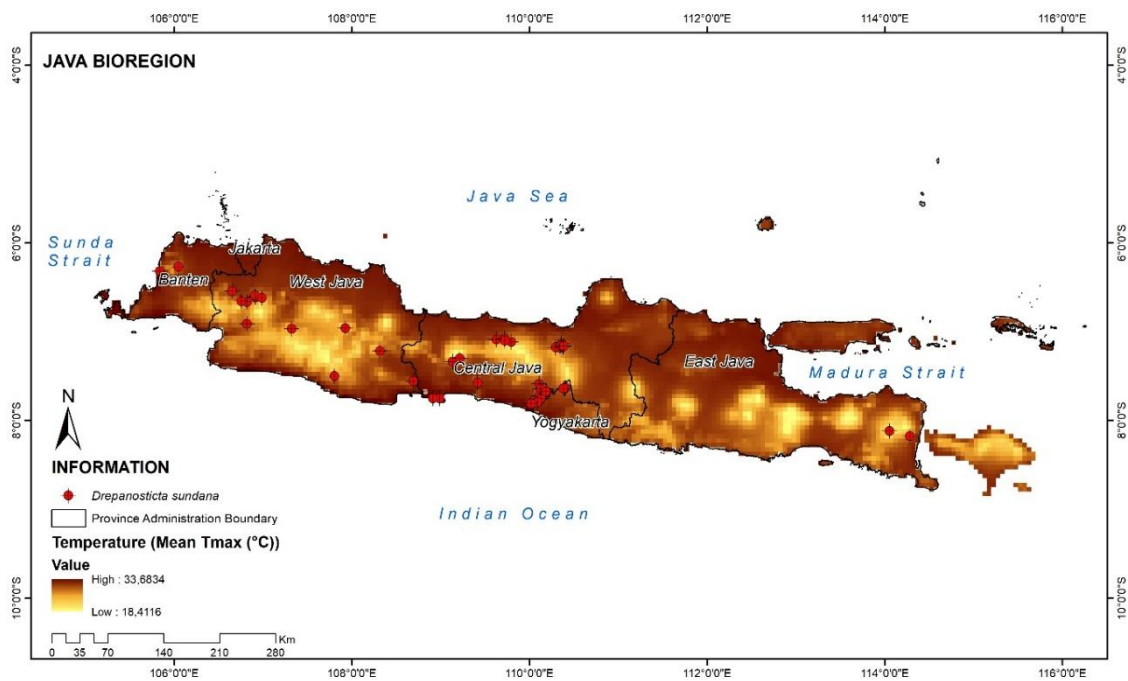 106°0'0"E 108°0'0"E 110°0'0"E 112°0'0"E 114°0'0"E 116°0'0"E
JAVA BIOREGION
4°0'0"S
4°0'0"S
Java Sea
Sunda
Strait
6°0'0"S
6°0'0"S
Jakarta
Banten
West Java
Central Java
East Java
Madura Strait
Yogyakarta
N
8°0'0"S
8°0'0"S
INFORMATION
Drepanosticta sundana
Province Administration Boundary
Indian Ocean
Temperature (Mean Tmax (°C))
Value
High : 33,6834
Low : 18,4116
10°0'0"S
10°0'0"S
Km
0 35 70 140 210 280
106°0'0"E 108°0'0"E 110°0'0"E 112°0'0"E 114°0'0"E 116°0'0"E